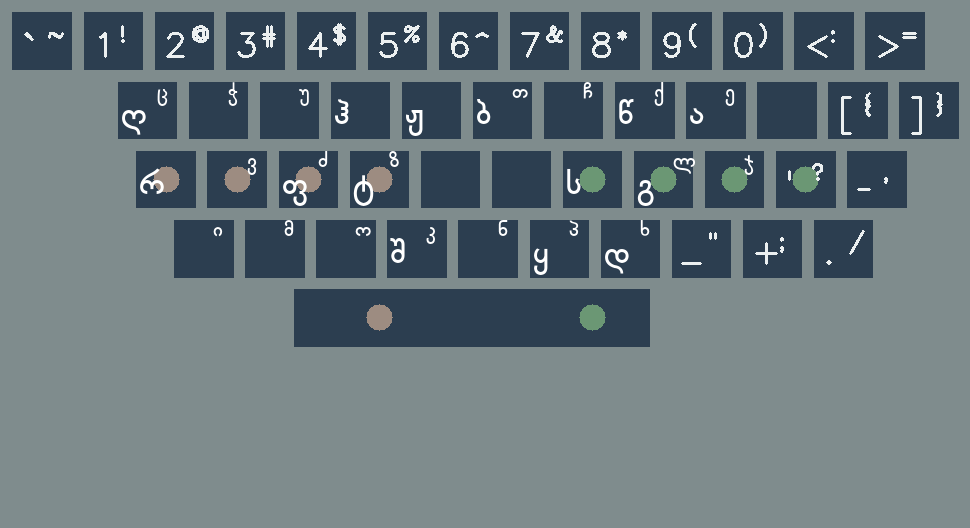 ` ~ 1 ! 2 @ 3 # 4 $ 5 % 6 ^ 7 & 8 * 9 ( 0 ) < : > =
ღ ც ჭ უ ჰ ჟ ბ თ ჩ წ ქ ა ე [ { ] }
რ ვ ფ ძ ტ ზ ს გ ლ ჯ ' ? _ ,
ი მ ო შ კ ნ ყ პ დ ხ _ " + ; . /